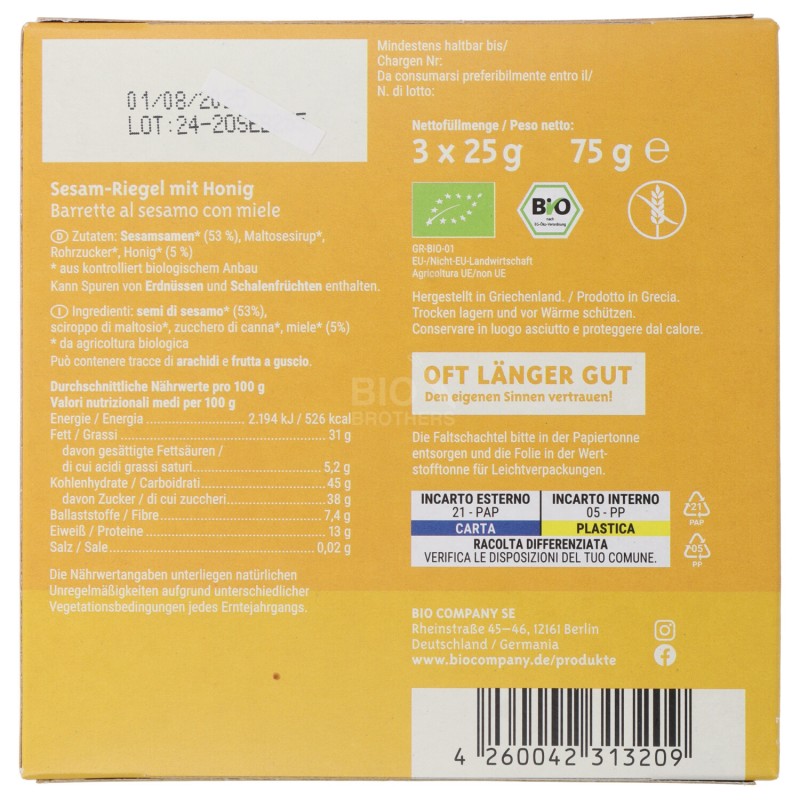 Mindestens haltbar bis/
Chargen Nr:
Da consumarsi preferibilmente entro il/
N. di lotto:
01/08/20
LOT:24-20SE
Nettofüllmenge / Peso netto:
3 x 25 g 75 g ℮
Sesam-Riegel mit Honig
Barrette al sesamo con miele
D Zutaten: Sesamsamen* (53 %), Maltosesirup*,
Rohrzucker*, Honig* (5 %)
* aus kontrolliert biologischem Anbau
Kann Spuren von Erdnüssen und Schalenfrüchten enthalten.
I Ingredienti: semi di sesamo* (53%),
sciroppo di maltosio*, zucchero di canna*, miele* (5%)
* da agricoltura biologica
Può contenere tracce di arachidi e frutta a guscio.
Durchschnittliche Nährwerte pro 100 g
Valori nutrizionali medi per 100 g
Energie / Energia 2.194 kJ / 526 kcal
Fett / Grassi 31 g
davon gesättigte Fettsäuren /
di cui acidi grassi saturi 5,2 g
Kohlenhydrate / Carboidrati 45 g
davon Zucker / di cui zuccheri 38 g
Ballaststoffe / Fibre 7,4 g
Eiweiß / Proteine 13 g
Salz / Sale 0,02 g
Die Nährwertangaben unterliegen natürlichen
Unregelmäßigkeiten aufgrund unterschiedlicher
Vegetationsbedingungen jedes Erntejahrgangs.
BIO
nach
EG-Öko-Verordnung
GR-BIO-01
EU-/Nicht-EU-Landwirtschaft
Agricoltura UE/non UE
Hergestellt in Griechenland. / Prodotto in Grecia.
Trocken lagern und vor Wärme schützen.
Conservare in luogo asciutto e proteggere dal calore.
OFT LÄNGER GUT
Den eigenen Sinnen vertrauen!
BIO
BROTHERS
Die Faltschachtel bitte in der Papiertonne
entsorgen und die Folie in der Wert-
stofftonne für Leichtverpackungen.
INCARTO ESTERNO INCARTO INTERNO
21 - PAP 05 - PP
CARTA PLASTICA
RACOLTA DIFFERENZIATA
VERIFICA LE DISPOSIZIONI DEL TUO COMUNE.
21
PAP
05
PP
BIO COMPANY SE
Rheinstraße 45–46, 12161 Berlin
Deutschland / Germania
www.biocompany.de/produkte
4 260042 313209